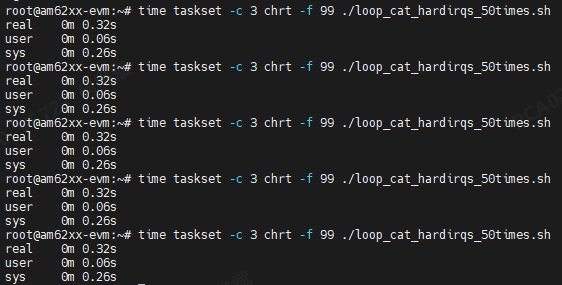 root@am62xx-evm:~# time taskset -c 3 chrt -f 99 ./loop_cat_hardirqs_50times.sh
real    0m 0.32s
user    0m 0.06s
sys     0m 0.26s
root@am62xx-evm:~# time taskset -c 3 chrt -f 99 ./loop_cat_hardirqs_50times.sh
real    0m 0.32s
user    0m 0.06s
sys     0m 0.26s
root@am62xx-evm:~# time taskset -c 3 chrt -f 99 ./loop_cat_hardirqs_50times.sh
real    0m 0.32s
user    0m 0.06s
sys     0m 0.26s
root@am62xx-evm:~# time taskset -c 3 chrt -f 99 ./loop_cat_hardirqs_50times.sh
real    0m 0.32s
user    0m 0.06s
sys     0m 0.26s
root@am62xx-evm:~# time taskset -c 3 chrt -f 99 ./loop_cat_hardirqs_50times.sh
real    0m 0.32s
user    0m 0.06s
sys     0m 0.26s